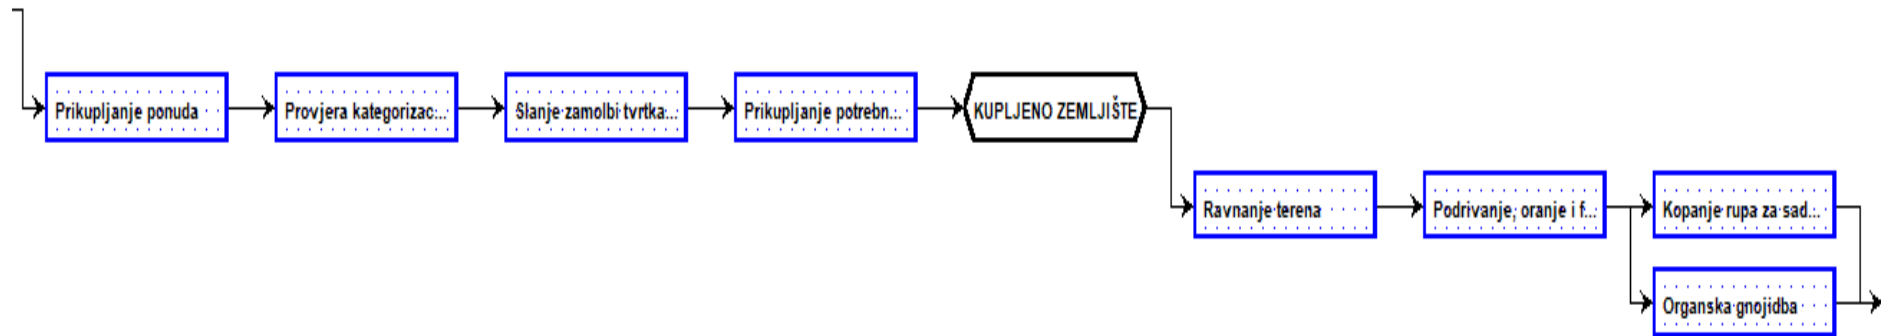 Prikupljanje ponuda
Provjera kategorizac...
Slanje zamolbi tvrtka...
Prikupljanje potrebn...
KUPLJENO ZEMLJIŠTE
Ravnanje terena
Podrivanje, oranje i f...
Kopanje rupa za sad...
Organska gnojidba